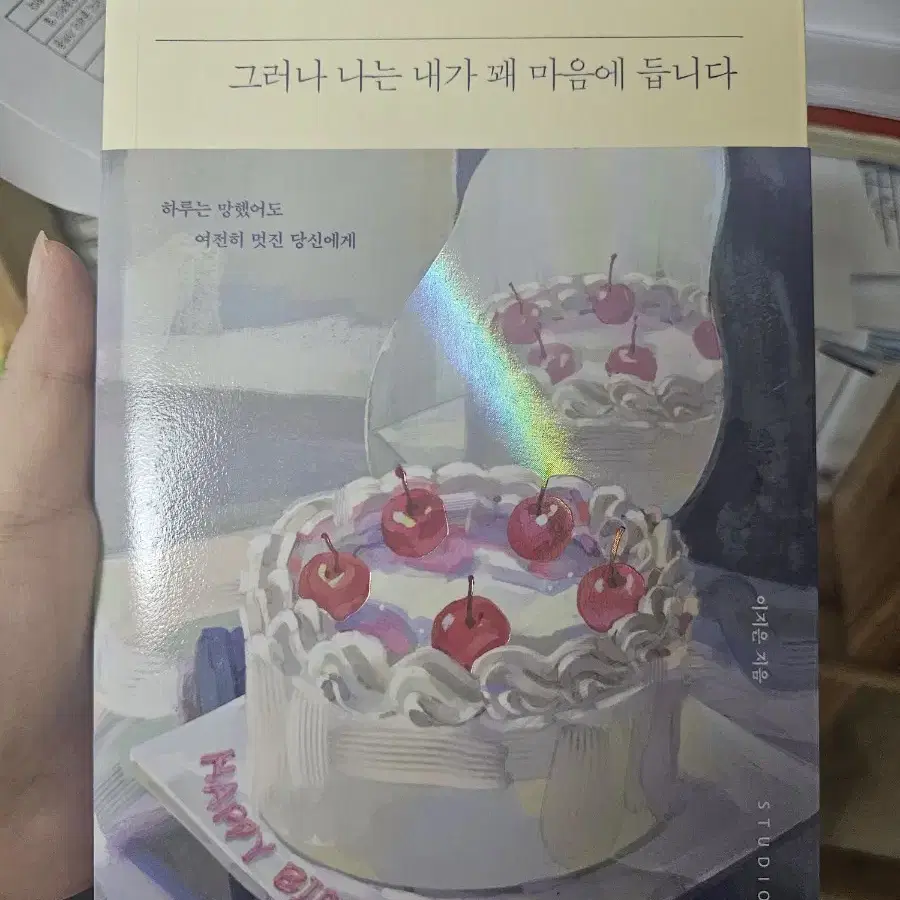 그러나 나는 내가 꽤 마음에 듭니다
하루는 망했어도
여전히 멋진 당신에게
이지은 지음
HAPPY
STUDIO